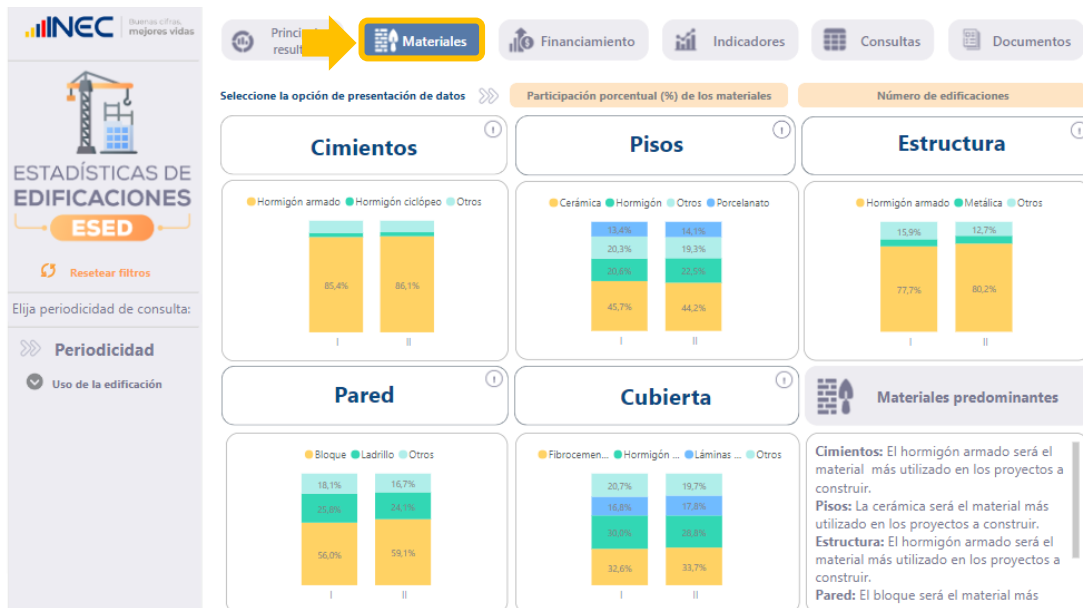 INEC
Buenas cifras,
mejores vidas
ESTADÍSTICAS DE
EDIFICACIONES
ESED
Resetear filtros
Elija periodicidad de consulta:
Periodicidad
Uso de la edificación
Materiales
Financiamiento
Indicadores
Consultas
Documentos
Seleccione la opción de presentación de datos
Participación porcentual (%) de los materiales
Número de edificaciones
Cimientos
Hormigón armado Hormigón ciclópeo Otros
85,4% 86,1%
I II
Pisos
Cerámica Hormigón Otros Porcelanato
13,4% 14,1%
20,3% 19,3%
20,6% 22,5%
45,7% 44,2%
I II
Estructura
Hormigón armado Metálica Otros
15,9% 12,7%
77,7% 80,2%
I II
Pared
Bloque Ladrillo Otros
18,1% 16,7%
25,8% 24,1%
56,0% 59,1%
I II
Cubierta
Fibrocemen... Hormigón ... Láminas ... Otros
20,7% 19,7%
16,8% 17,8%
30,0% 28,8%
32,6% 33,7%
I II
Materiales predominantes
Cimientos: El hormigón armado será el
material más utilizado en los proyectos a
construir.
Pisos: La cerámica será el material más
utilizado en los proyectos a construir.
Estructura: El hormigón armado será el
material más utilizado en los proyectos a
construir.
Pared: El bloque será el material más